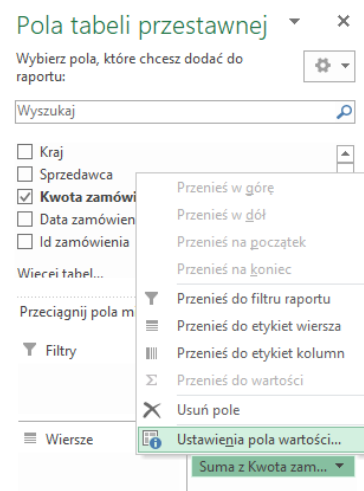 Pola tabeli przestawnej
Wybierz pola, które chcesz dodać do
raportu:
Wyszukaj
Kraj
Sprzedawca
Kwota zamówi
Data zamówien
Id zamówienia
Więcej tabel...
Przeciągnij pola m
Filtry
Wiersze
Przenieś w górę
Przenieś w dół
Przenieś na początek
Przenieś na koniec
Przenieś do filtru raportu
Przenieś do etykiet wiersza
Przenieś do etykiet kolumn
Σ Przenieś do wartości
Usuń pole
Ustawienia pola wartości...
Suma z Kwota zam...